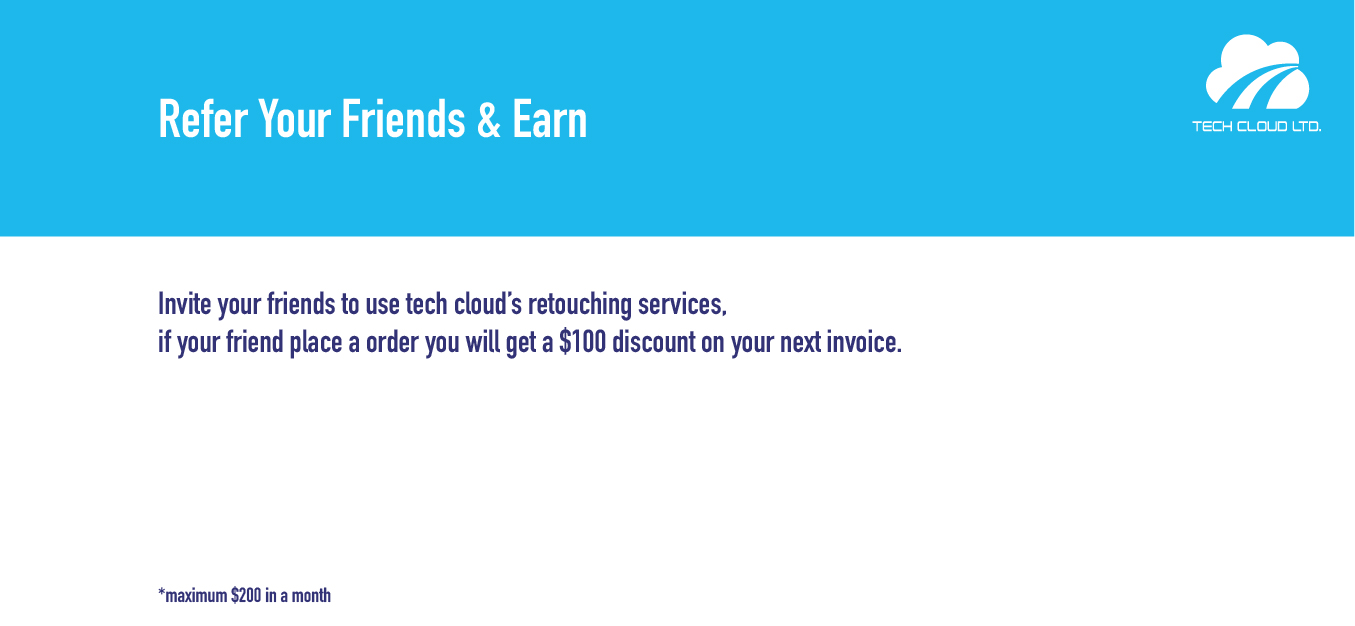 Refer Your Friends & Earn
TECH CLOUD LTD.
Invite your friends to use tech cloud's retouching services,
if your friend place a order you will get a $100 discount on your next invoice.
*maximum $200 in a month